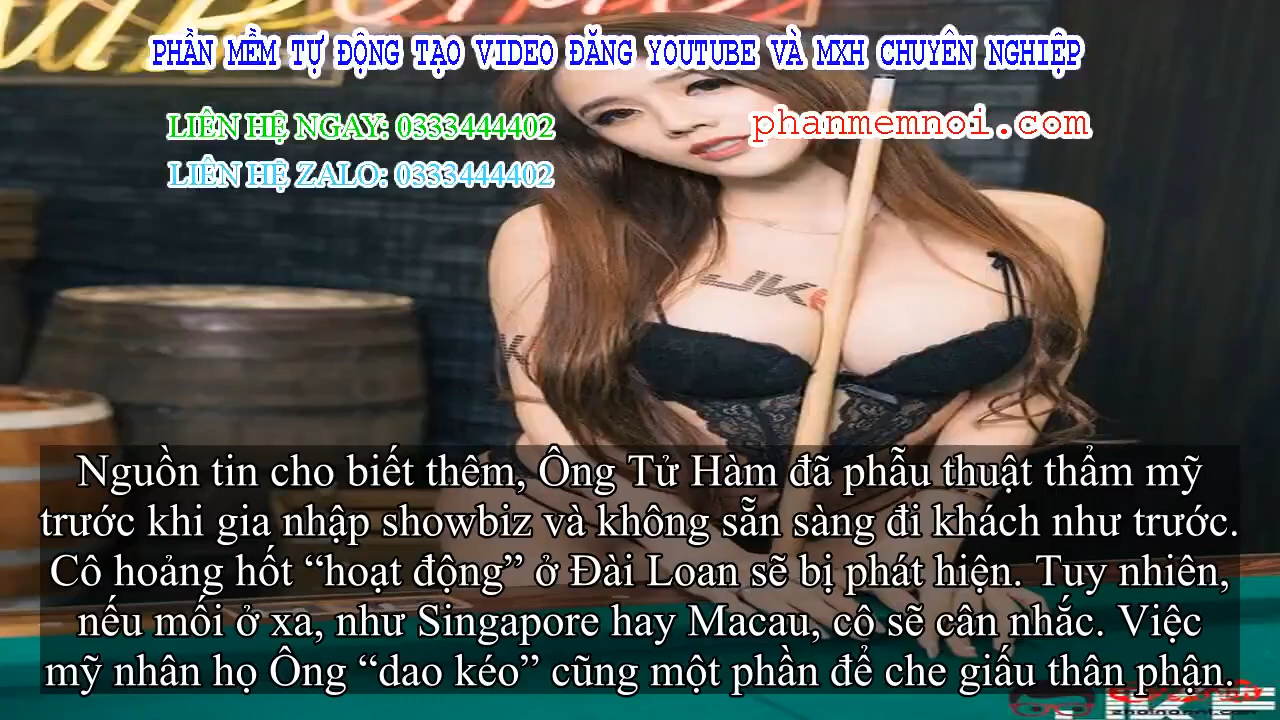 PHẦN MỀM TỰ ĐỘNG TẠO VIDEO ĐĂNG YOUTUBE VÀ MXH CHUYÊN NGHIỆP
LIÊN HỆ NGAY: 0333444402
phanmemnoi.com
LIÊN HỆ ZALO: 0333444402
JK
Nguồn tin cho biết thêm, Ông Tử Hàm đã phẫu thuật thẩm mỹ
trước khi gia nhập showbiz và không sẵn sàng đi khách như trước.
Cô hoảng hốt “hoạt động” ở Đài Loan sẽ bị phát hiện. Tuy nhiên,
nếu mối ở xa, như Singapore hay Macau, cô sẽ cân nhắc. Việc
mỹ nhân họ Ông “dao kéo” cũng một phần để che giấu thân phận.